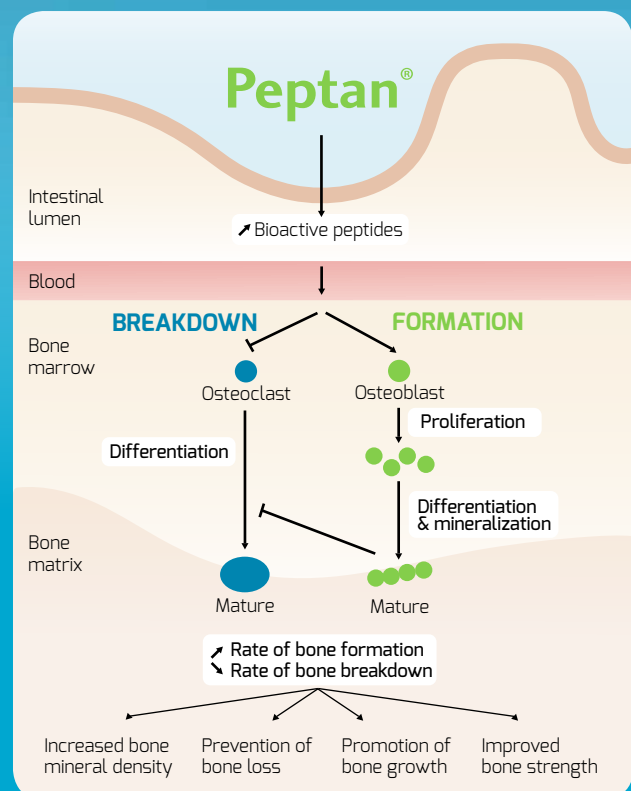 Peptan®
Intestinal
lumen
↗ Bioactive peptides
Blood
BREAKDOWN
FORMATION
Bone
marrow
Osteoclast
Osteoblast
Proliferation
Differentiation
Differentiation
& mineralization
Bone
matrix
Mature
Mature
↗ Rate of bone formation
↘ Rate of bone breakdown
Increased bone
mineral density
Prevention of
bone loss
Promotion of
bone growth
Improved
bone strength